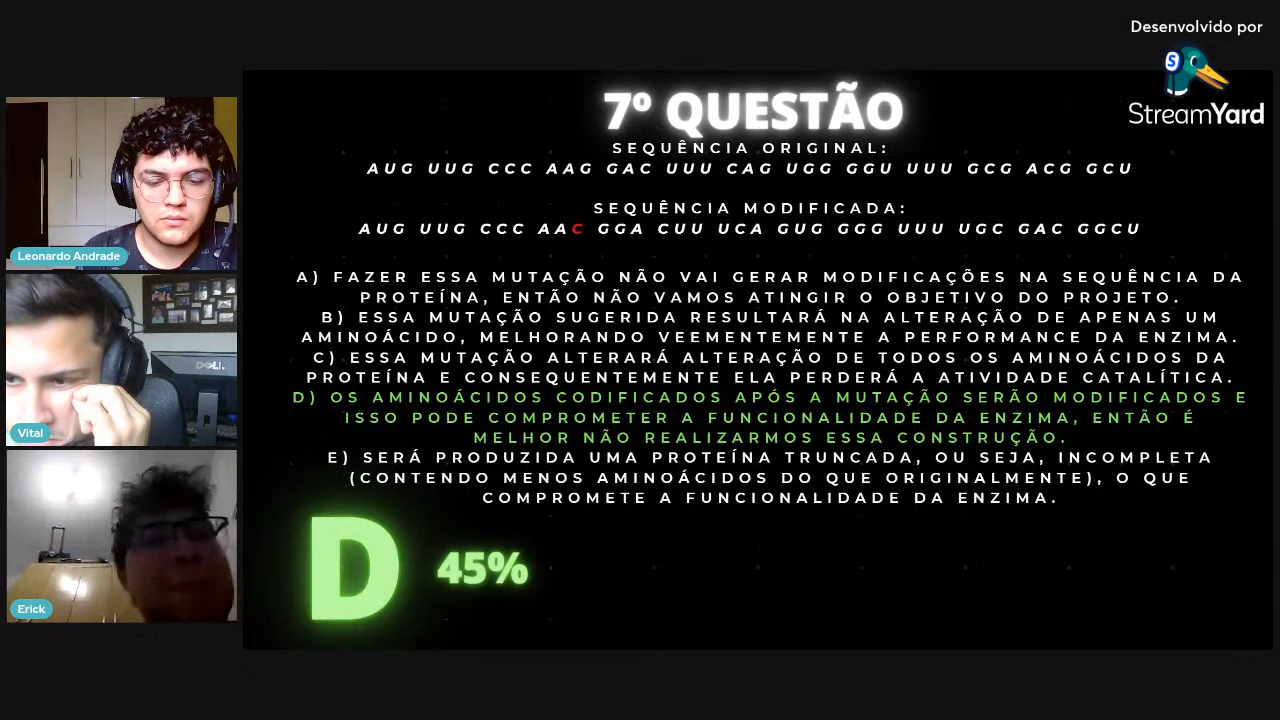 Desenvolvido por
S
StreamYard
7º QUESTÃO
SEQUÊNCIA ORIGINAL:
AUG UUG CCC AAG GAC UUU CAG UGG GGU UUU GCG ACG GCU
SEQUÊNCIA MODIFICADA:
AUG UUG CCC AAC GGA CUU UCA GUG GGG UUU UGC GAC GGCU
A) FAZER ESSA MUTAÇÃO NÃO VAI GERAR MODIFICAÇÕES NA SEQUÊNCIA DA
PROTEÍNA, ENTÃO NÃO VAMOS ATINGIR O OBJETIVO DO PROJETO.
B) ESSA MUTAÇÃO SUGERIDA RESULTARÁ NA ALTERAÇÃO DE APENAS UM
AMINOÁCIDO, MELHORANDO VEEMENTEMENTE A PERFORMANCE DA ENZIMA.
C) ESSA MUTAÇÃO ALTERARÁ ALTERAÇÃO DE TODOS OS AMINOÁCIDOS DA
PROTEÍNA E CONSEQUENTEMENTE ELA PERDERÁ A ATIVIDADE CATALÍTICA.
D) OS AMINOÁCIDOS CODIFICADOS APÓS A MUTAÇÃO SERÃO MODIFICADOS E
ISSO PODE COMPROMETER A FUNCIONALIDADE DA ENZIMA, ENTÃO É
MELHOR NÃO REALIZARMOS ESSA CONSTRUÇÃO.
E) SERÁ PRODUZIDA UMA PROTEÍNA TRUNCADA, OU SEJA, INCOMPLETA
(CONTENDO MENOS AMINOÁCIDOS DO QUE ORIGINALMENTE), O QUE
COMPROMETE A FUNCIONALIDADE DA ENZIMA.
D 45%
Leonardo Andrade
DELL
Vital
Erick